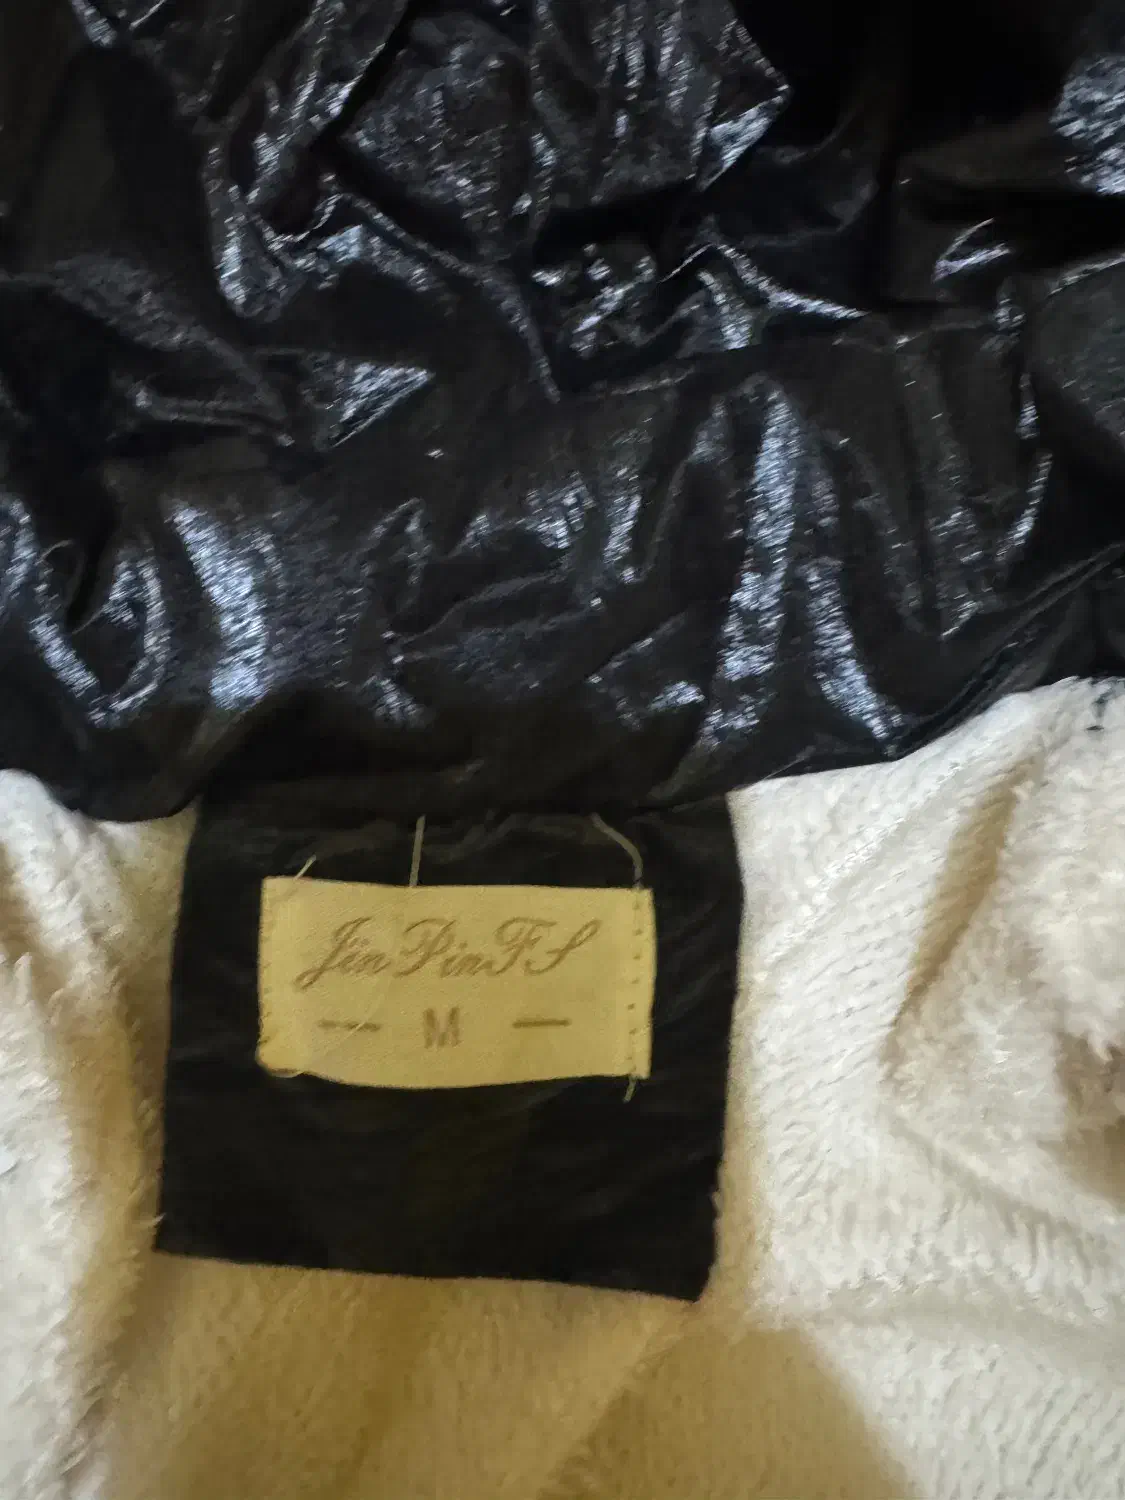 JinPinFS
— M —